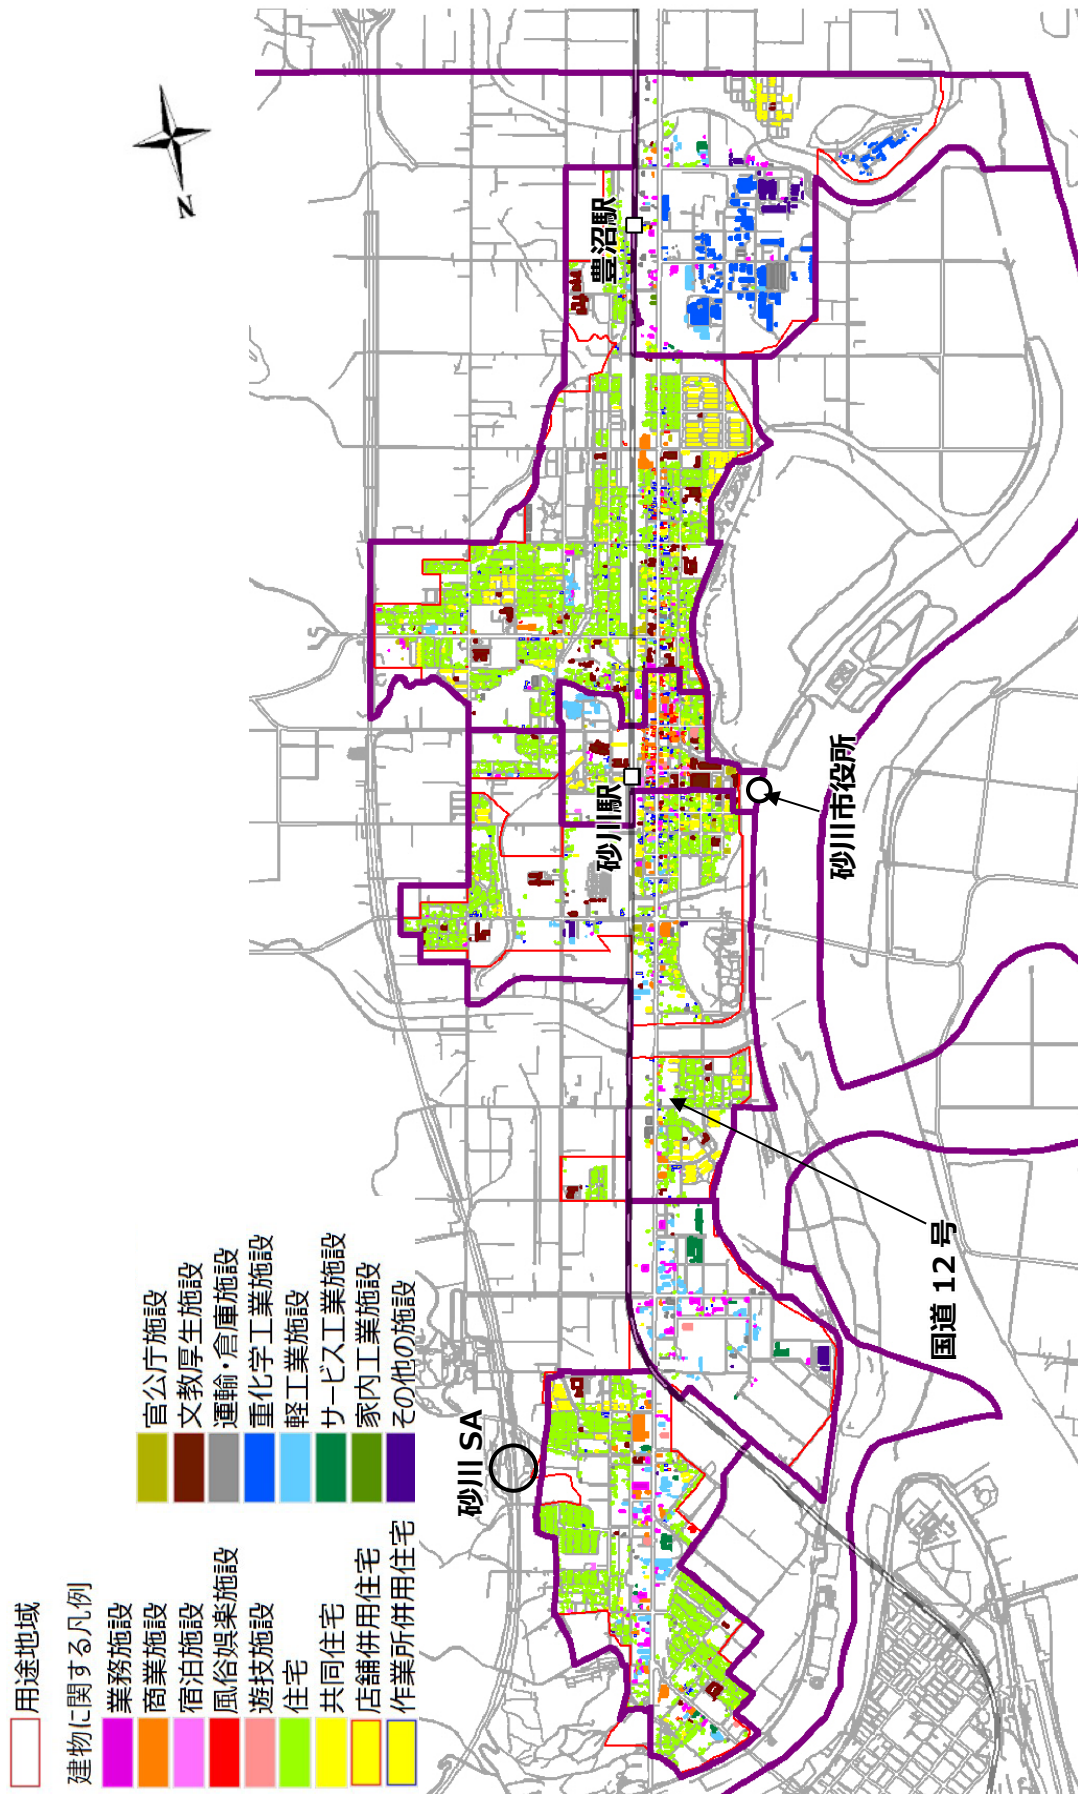 用途地域
建物に関する凡例
業務施設
商業施設
宿泊施設
風俗娯楽施設
遊技施設
住宅
共同住宅
店舗併用住宅
作業所併用住宅
官公庁施設
文教厚生施設
運輸・倉庫施設
重化学工業施設
軽工業施設
サービス工業施設
家内工業施設
その他の施設
砂川 SA
砂川駅
豊沼駅
砂川市役所
国道 12 号
N